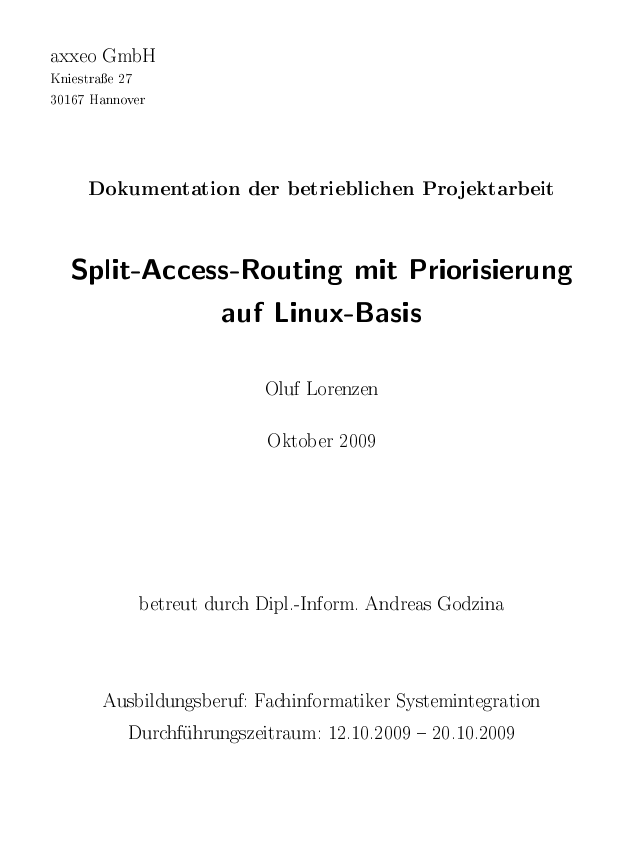 axxeo GmbH
Kniestraße 27
30167 Hannover
Dokumentation der betrieblichen Projektarbeit
Split-Access-Routing mit Priorisierung
auf Linux-Basis
Oluf Lorenzen
Oktober 2009
betreut durch Dipl.-Inform. Andreas Godzina
Ausbildungsberuf: Fachinformatiker Systemintegration
Durchführungszeitraum: 12.10.2009 – 20.10.2009